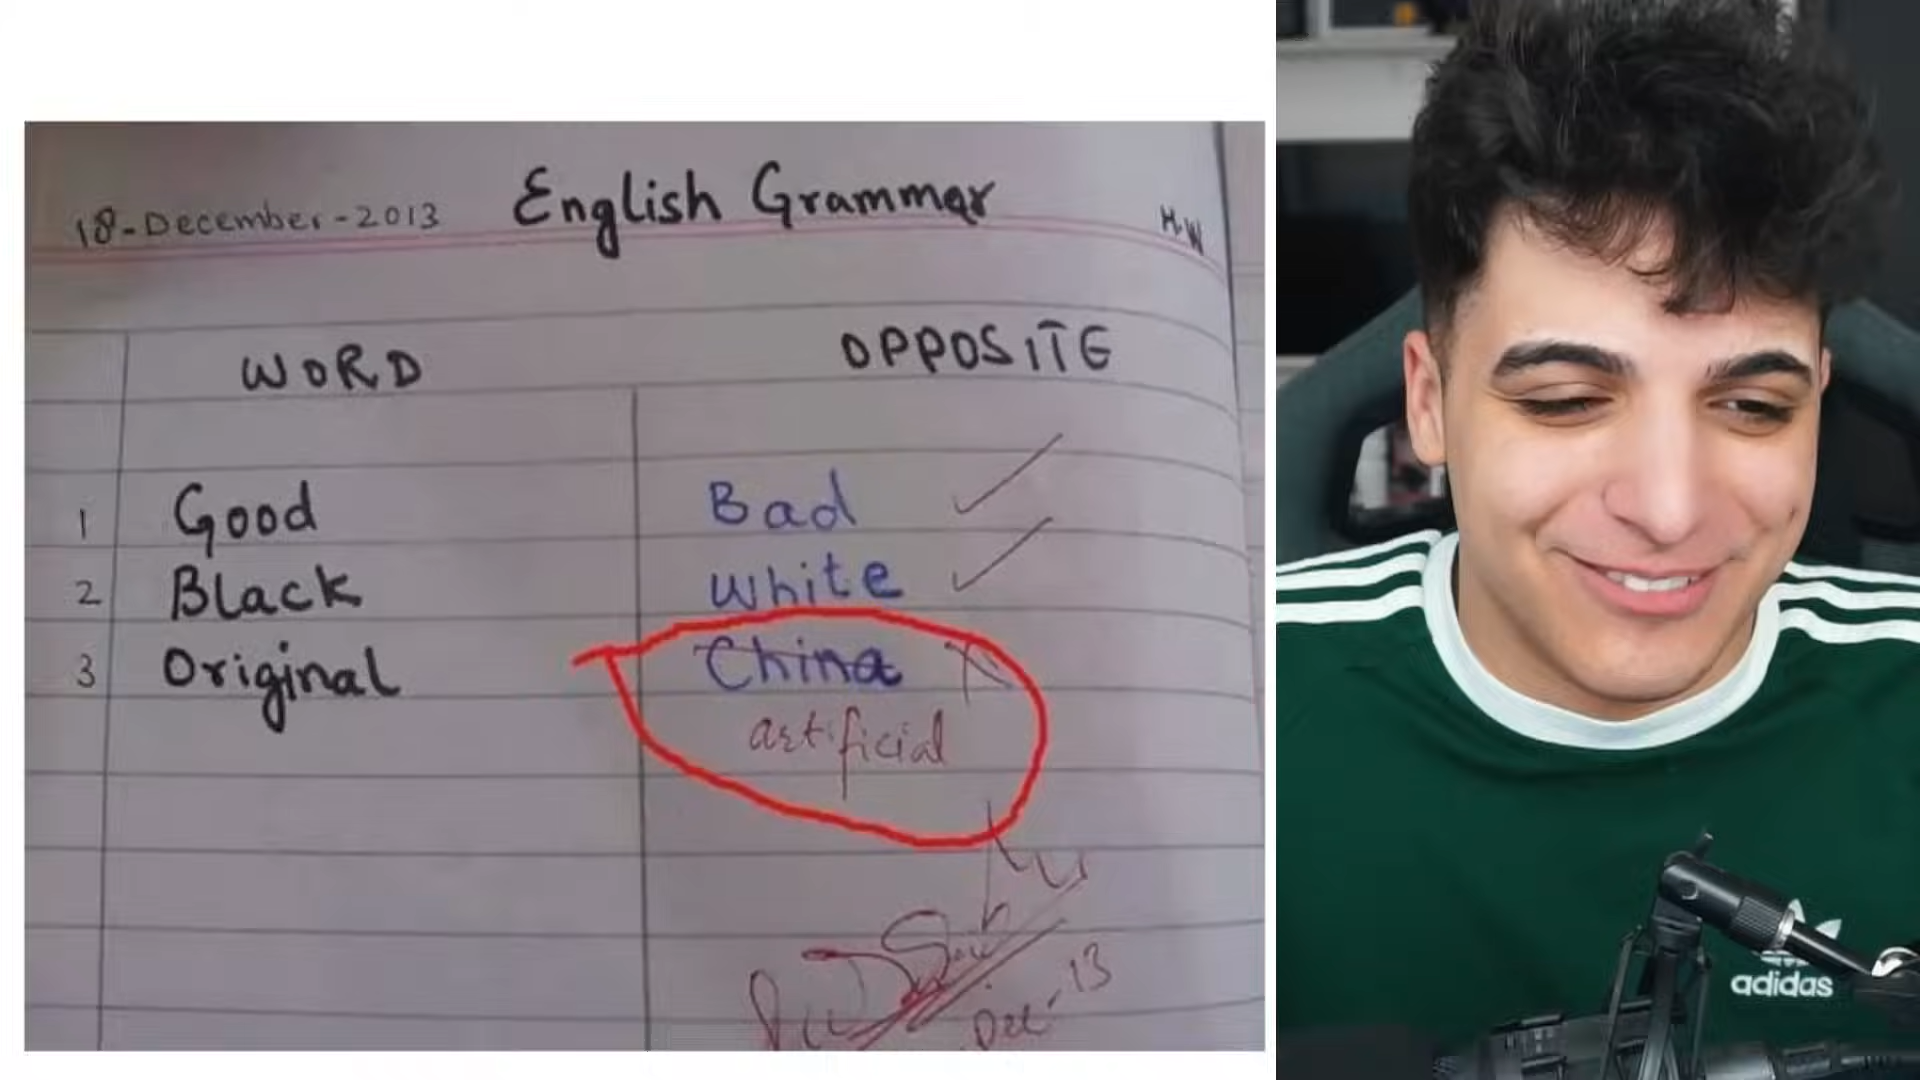 18-December-2013 English Grammar H.W
WORD OPPOSITE
1 Good Bad
2 Black White
3 Original China
artificial
Dec-13
adidas